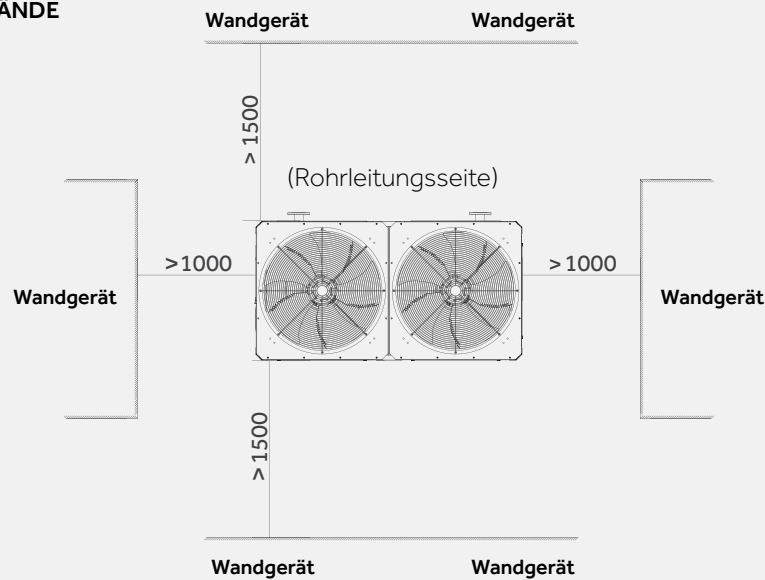 ÄNDE
Wandgerät Wandgerät
> 1500
(Rohrleitungsseite)
>1000 >1000
Wandgerät Wandgerät
> 1500
Wandgerät Wandgerät